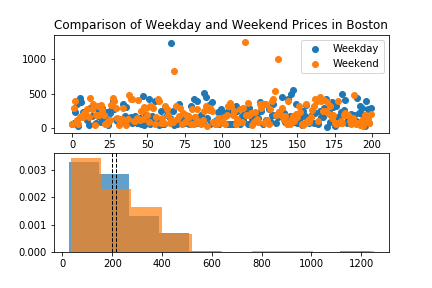 Comparison of Weekday and Weekend Prices in Boston
Weekday
Weekend
1000
500
0
0 25 50 75 100 125 150 175 200
0.003
0.002
0.001
0.000
0 200 400 600 800 1000 1200